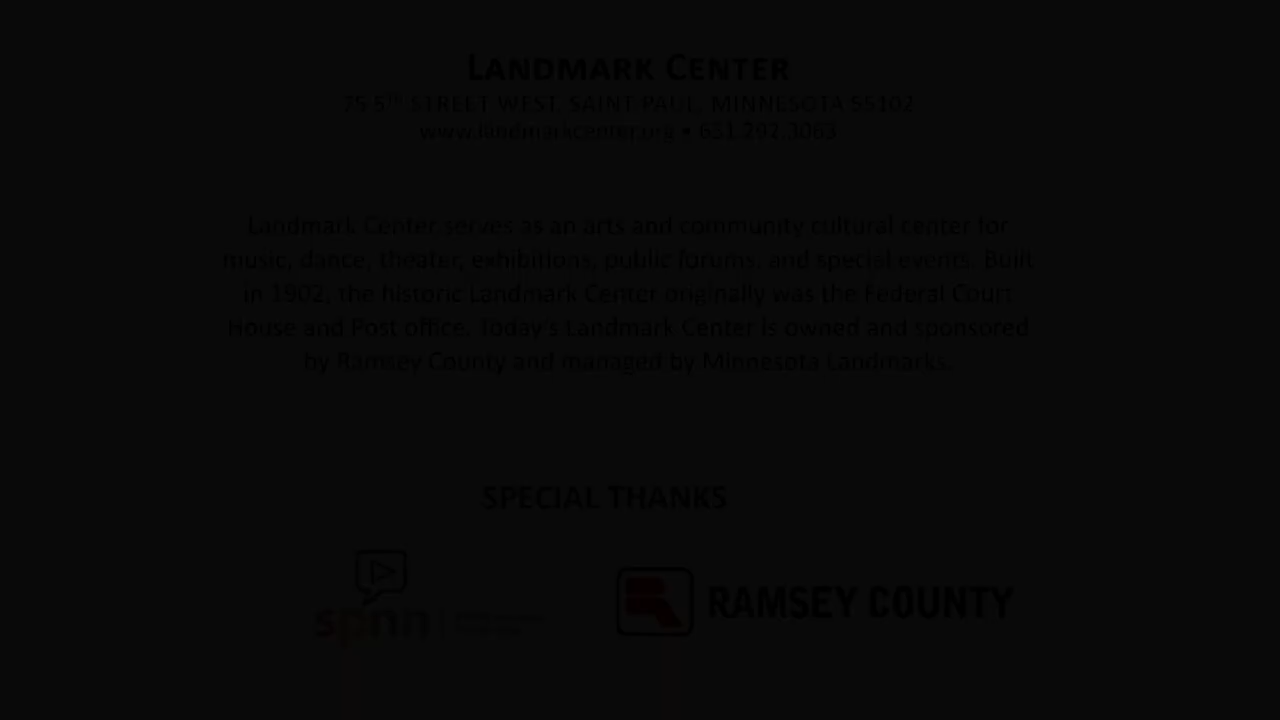 LANDMARK CENTER
75 5TH STREET WEST, SAINT PAUL, MINNESOTA 55102
www.landmarkcenter.org • 651.292.3063
Landmark Center serves as an arts and community cultural center for
music, dance, theater, exhibitions, public forums, and special events. Built
in 1902, the historic Landmark Center originally was the Federal Court
House and Post office. Today's Landmark Center is owned and sponsored
by Ramsey County and managed by Minnesota Landmarks.
SPECIAL THANKS
spnn
RAMSEY COUNTY